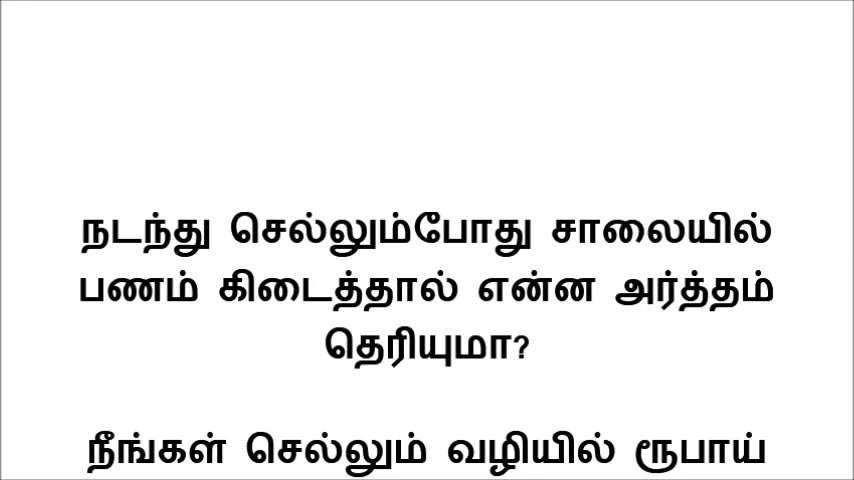 நடந்து செல்லும்போது சாலையில்
பணம் கிடைத்தால் என்ன அர்த்தம்
தெரியுமா?
நீங்கள் செல்லும் வழியில் ரூபாய்